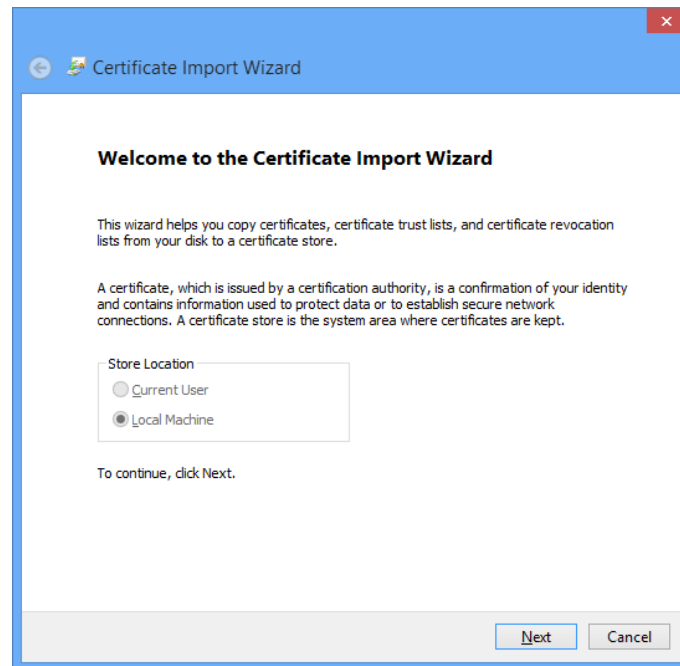 Certificate Import Wizard
Welcome to the Certificate Import Wizard
This wizard helps you copy certificates, certificate trust lists, and certificate revocation
lists from your disk to a certificate store.
A certificate, which is issued by a certification authority, is a confirmation of your identity
and contains information used to protect data or to establish secure network
connections. A certificate store is the system area where certificates are kept.
Store Location
Current User
Local Machine
To continue, click Next.
Next
Cancel